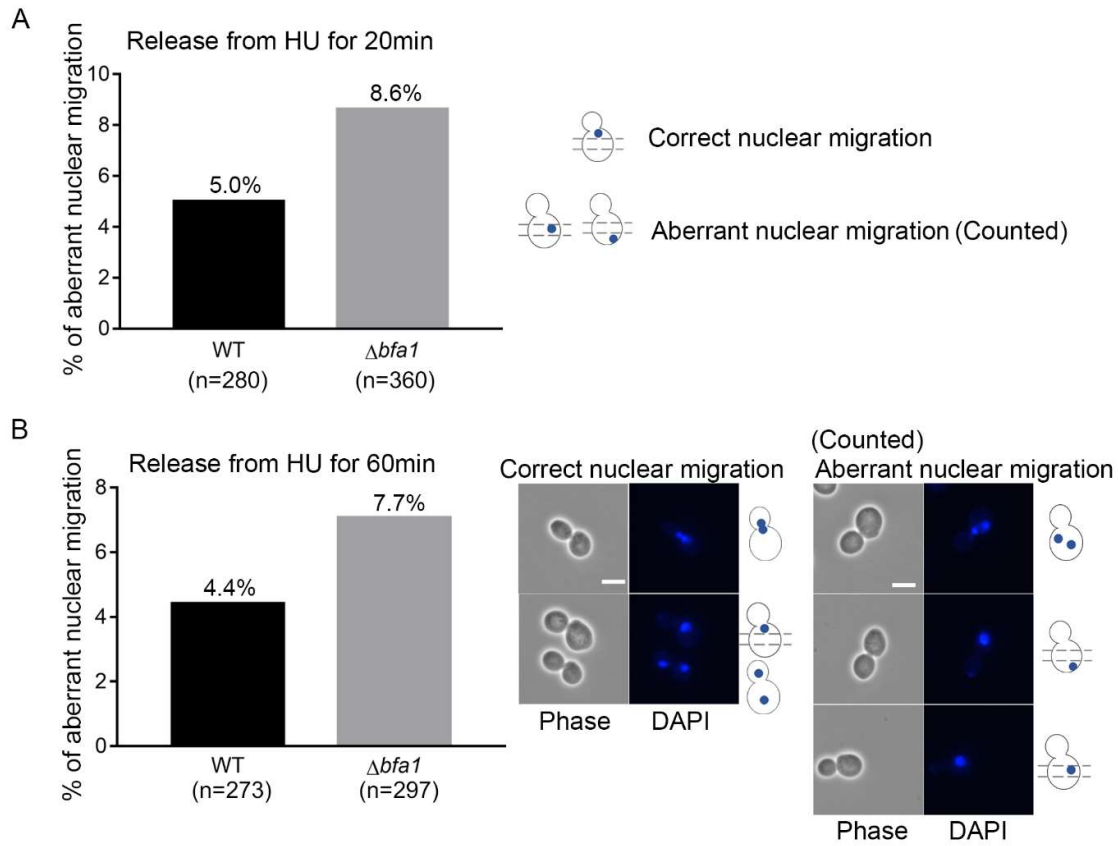 A
Release from HU for 20min
% of aberrant nuclear migration
10
8
6
4
2
0
5.0%
8.6%
WT
(n=280)
Δbfa1
(n=360)
Correct nuclear migration
Aberrant nuclear migration (Counted)
B
Release from HU for 60min
% of aberrant nuclear migration
8
6
4
2
0
4.4%
7.7%
WT
(n=273)
Δbfa1
(n=297)
Correct nuclear migration
Phase
DAPI
(Counted)
Aberrant nuclear migration
Phase
DAPI